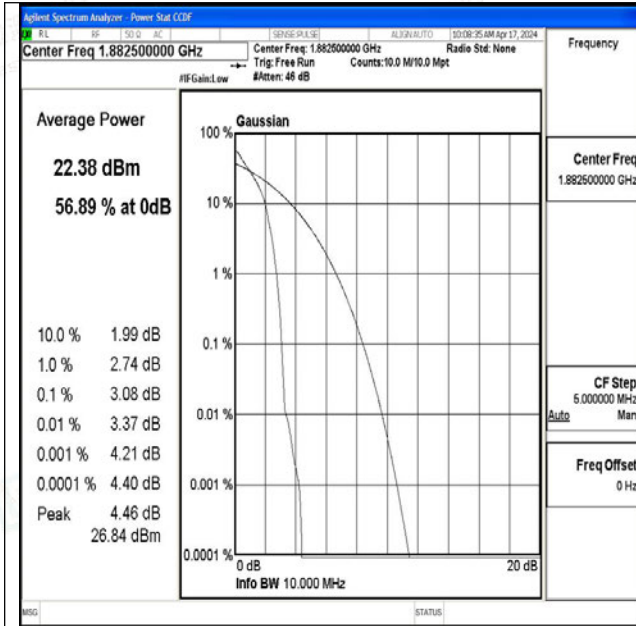 Agilent Spectrum Analyzer - Power Stat CCDF
RL RF 50 Ω AC SENSE:PULSE ALIGN AUTO 10:08:35 AM Apr 17, 2024
Center Freq 1.882500000 GHz
Center Freq: 1.882500000 GHz Radio Std: None
Trig: Free Run Counts:10.0 M/10.0 Mpt
#IFGain:Low #Atten: 46 dB
Frequency
Average Power
22.38 dBm
56.89 % at 0dB
10.0 % 1.99 dB
1.0 % 2.74 dB
0.1 % 3.08 dB
0.01 % 3.37 dB
0.001 % 4.21 dB
0.0001 % 4.40 dB
Peak 4.46 dB
26.84 dBm
Gaussian
100 %
10 %
1 %
0.1 %
0.01 %
0.001 %
0.0001 %
0 dB 20 dB
Info BW 10.000 MHz
Center Freq
1.882500000 GHz
CF Step
5.000000 MHz
Auto Man
Freq Offset
0 Hz
MSG STATUS